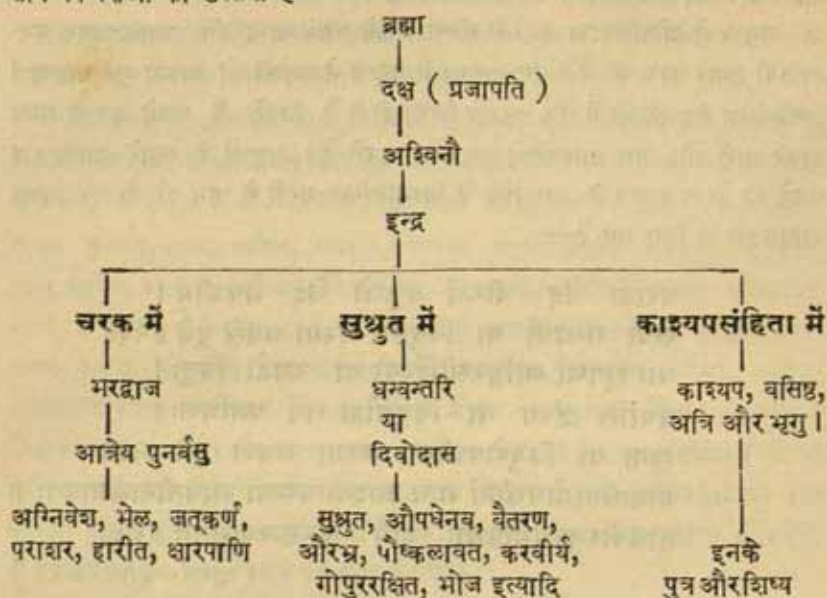 ब्रह्मा
दक्ष ( प्रजापति )
अश्विनौ
इन्द्र
चरक में
भरद्वाज
आत्रेय पुनर्वसु
अग्निवेश, भेल, जतूकर्ण,
पराशर, हारीत, क्षारपाणि
सुश्रुत में
धन्वन्तरि
या
दिवोदास
सुश्रुत, औपधेनव, वैतरण,
औरभ्र, पौष्कलावत, करवीर्य,
गोपुररक्षित, भोज इत्यादि
काश्यपसंहिता में
काश्यप, वसिष्ठ,
अत्रि और भृगु ।
इनके
पुत्र और शिष्य